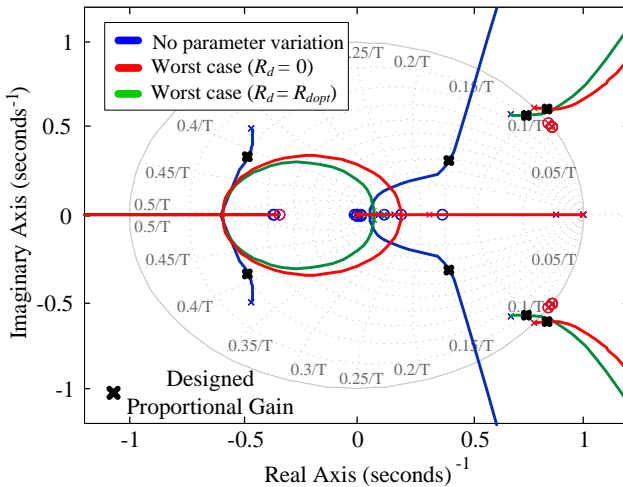 No parameter variation
Worst case (Rd = 0)
Worst case (Rd = Rdopt)
1
0.5
0
-0.5
-1
Imaginary Axis (seconds-1)
0.25/T
0.2/T
0.15/T
0.1/T
0.05/T
0.4/T
0.45/T
0.5/T
0.5/T
0.45/T
0.4/T
0.35/T
0.3/T
0.25/T
0.2/T
0.15/T
0.1/T
0.05/T
Designed
Proportional Gain
-1
-0.5
0
0.5
1
Real Axis (seconds)-1